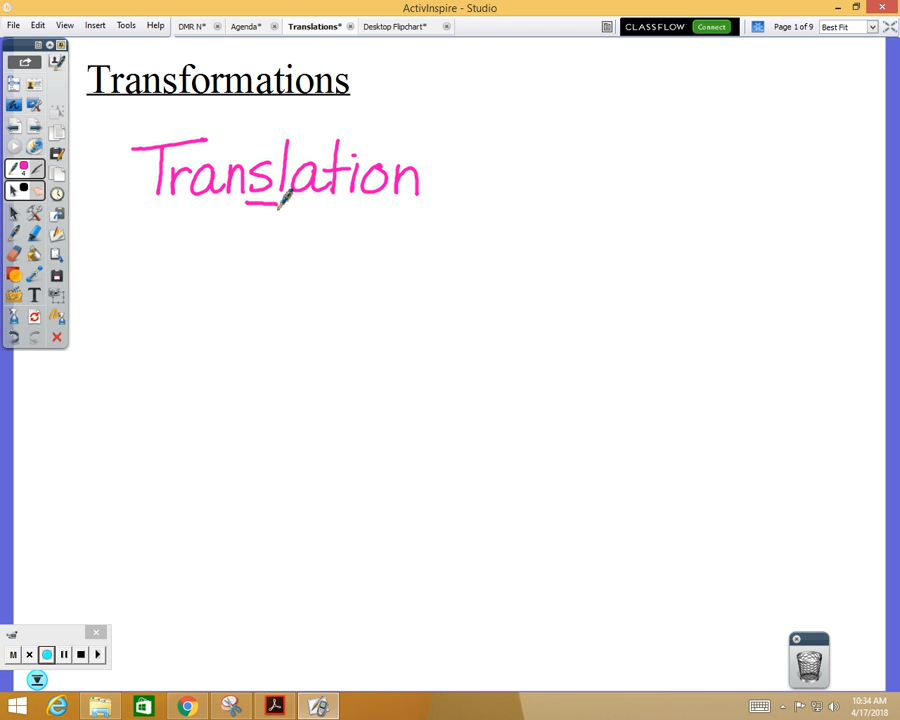 ActivInspire - Studio
File Edit View Insert Tools Help DMR N* Agenda* Translations* Desktop Flipchart* CLASSFLOW Connect Page 1 of 9 Best Fit
Transformations
Translation
4
T
M
10:34 AM
4/17/2018